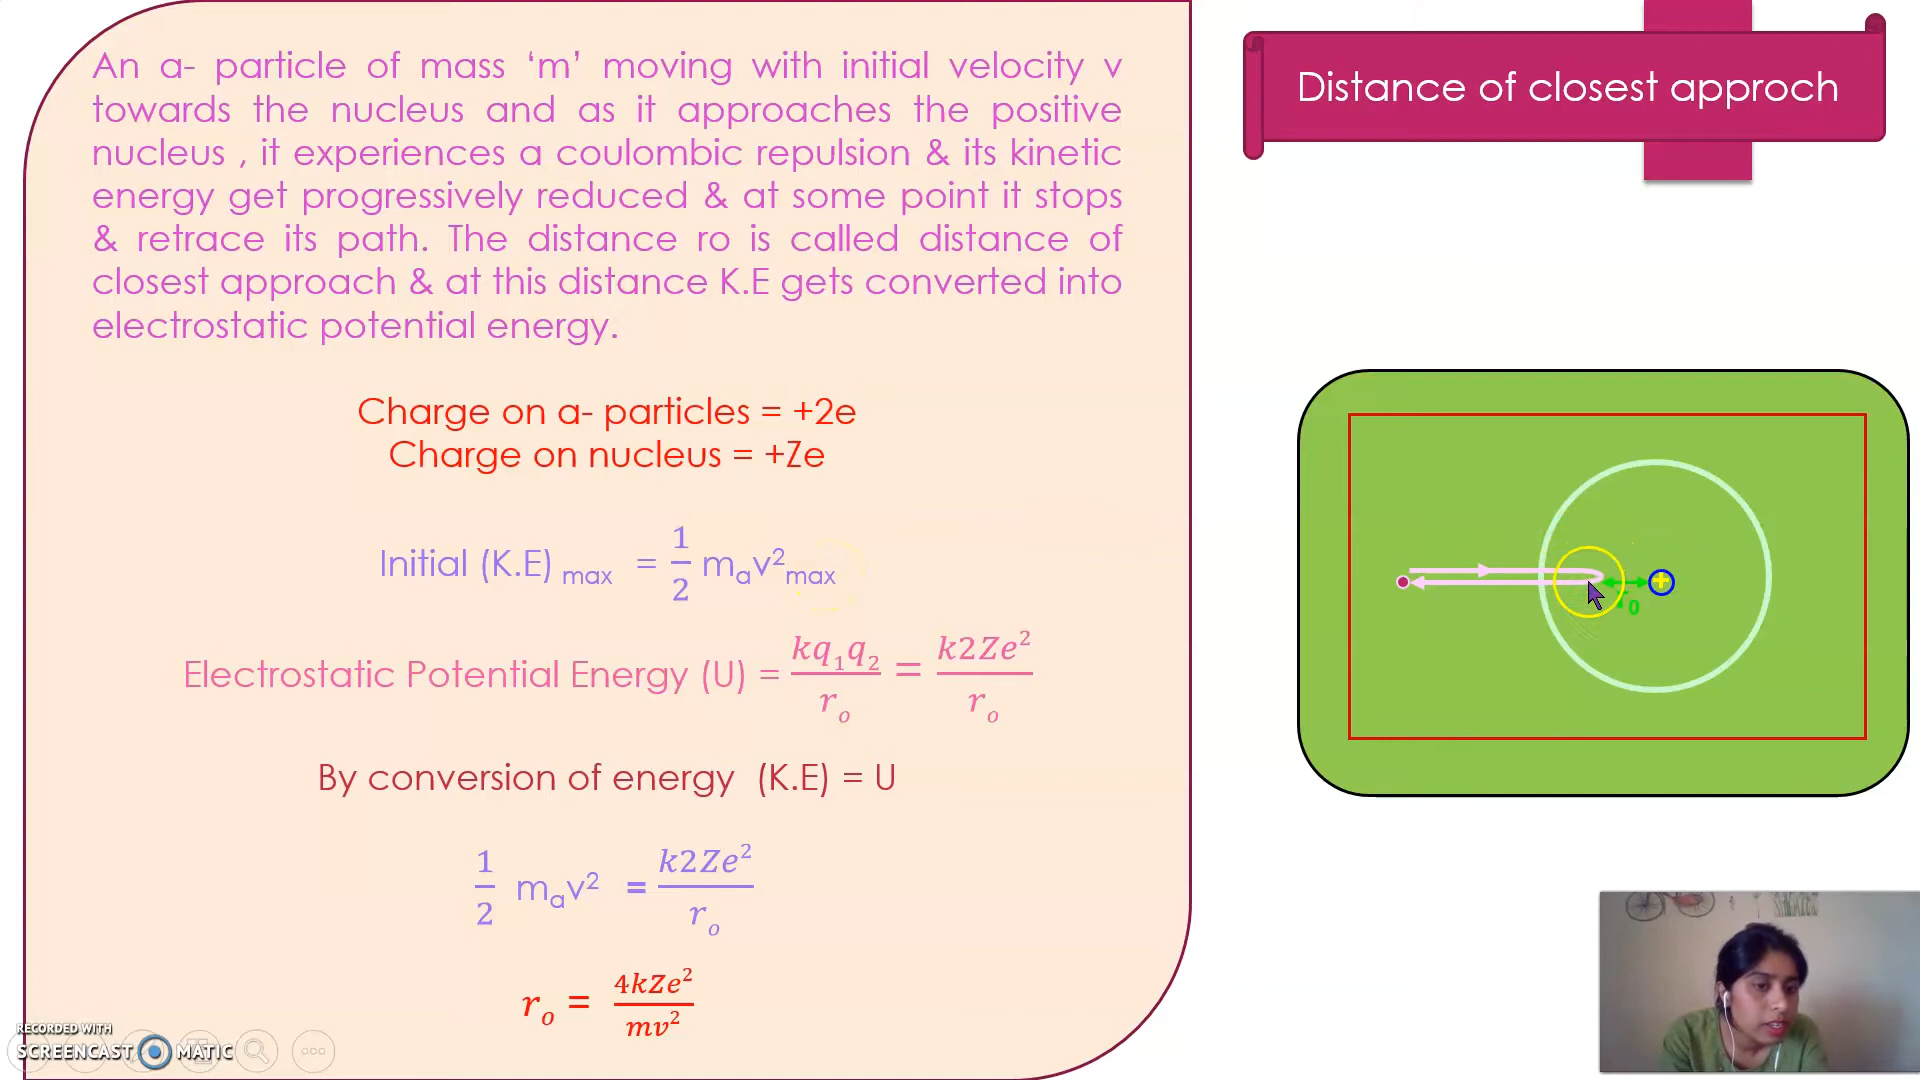 An a- particle of mass ‘m’ moving with initial velocity v
towards the nucleus and as it approaches the positive
nucleus , it experiences a coulombic repulsion & its kinetic
energy get progressively reduced & at some point it stops
& retrace its path. The distance ro is called distance of
closest approach & at this distance K.E gets converted into
electrostatic potential energy.
Charge on a- particles = +2e
Charge on nucleus = +Ze
Initial (K.E) max = 1/2 mₐv²max
Electrostatic Potential Energy (U) = kq₁q₂/rₒ = k2Ze²/rₒ
By conversion of energy (K.E) = U
1/2 mₐv² = k2Ze²/rₒ
rₒ = 4kZe²/mv²
Distance of closest approch
+
0
RECORDED WITH
SCREENCAST MATIC